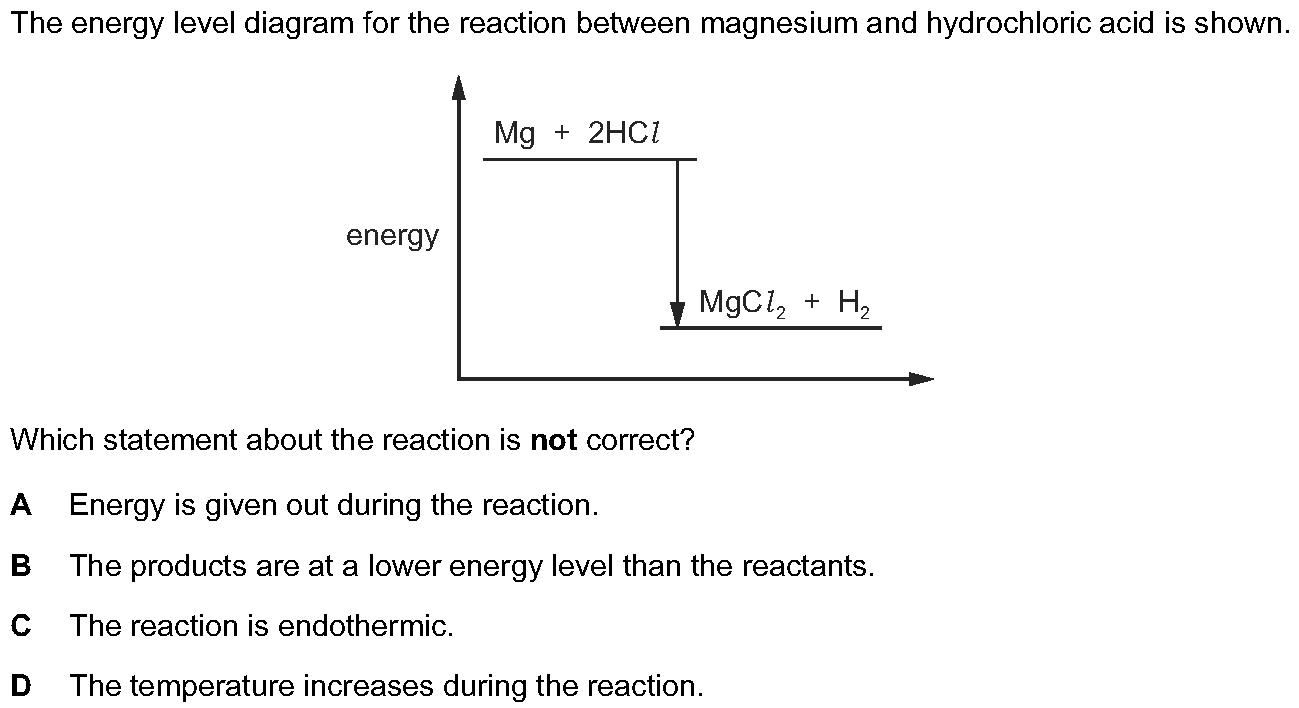 The energy level diagram for the reaction between magnesium and hydrochloric acid is shown.
Mg + 2HCl
energy
MgCl₂ + H₂
Which statement about the reaction is not correct?
A Energy is given out during the reaction.
B The products are at a lower energy level than the reactants.
C The reaction is endothermic.
D The temperature increases during the reaction.